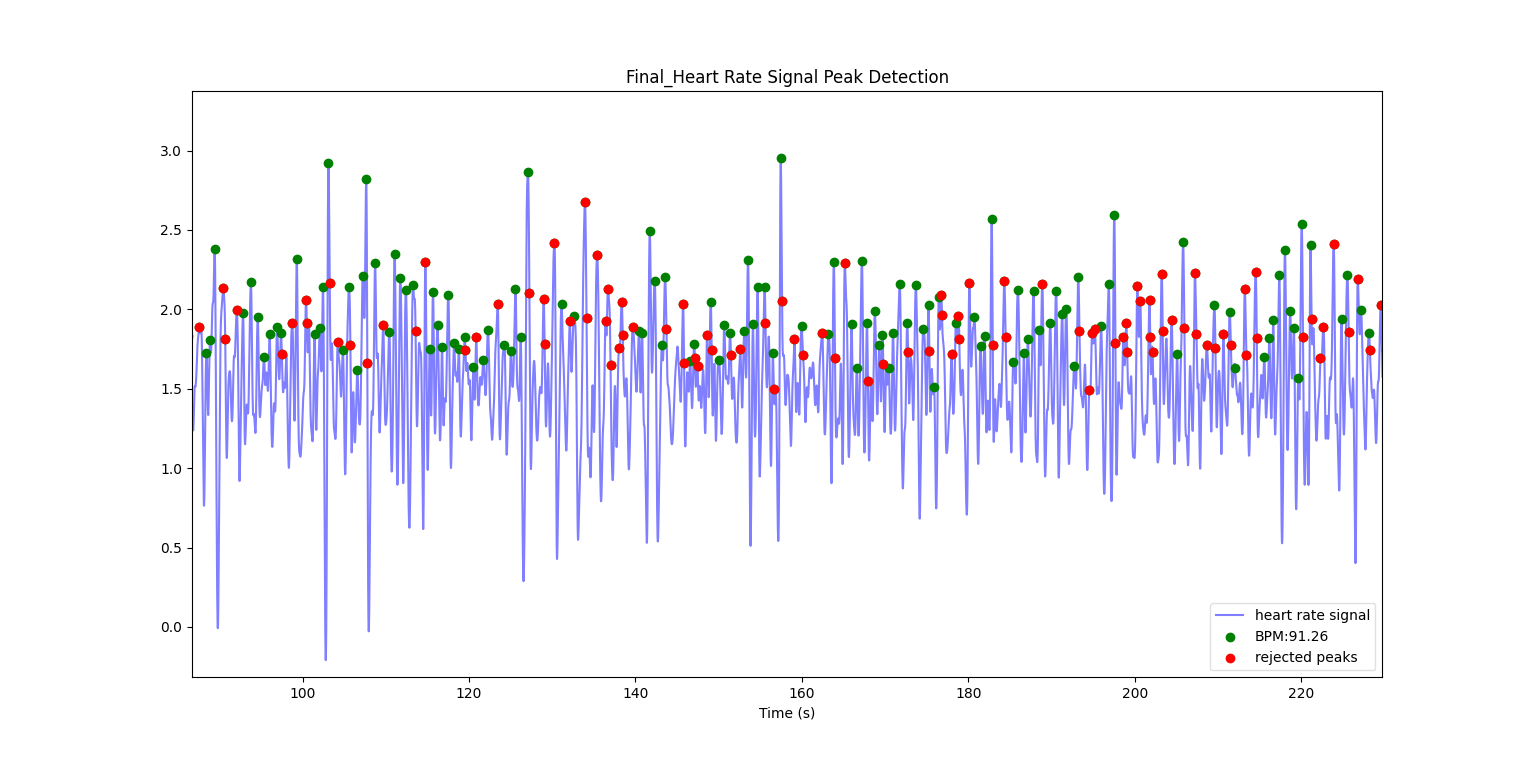 Final_Heart Rate Signal Peak Detection
3.0
2.5
2.0
1.5
1.0
0.5
0.0
heart rate signal
BPM:91.26
rejected peaks
100 120 140 160 180 200 220
Time (s)